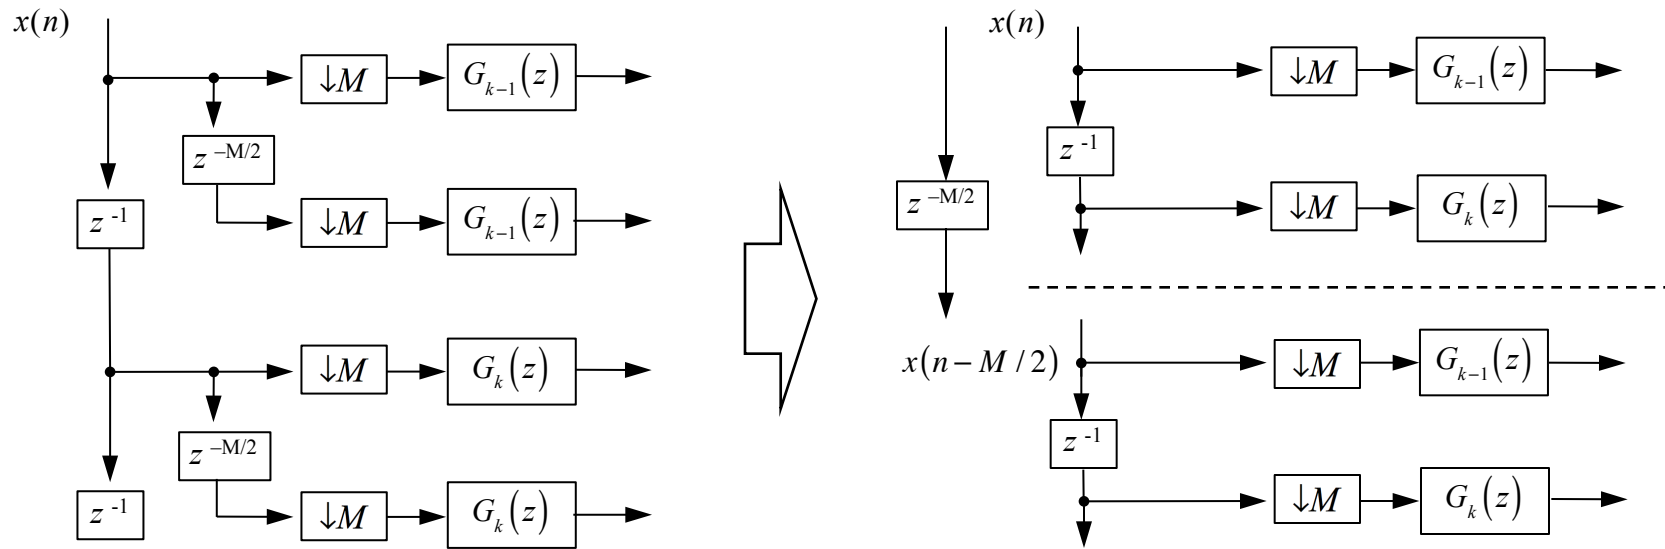 x(n)
↓M
G_{k−1}(z)
z^{−M/2}
↓M
G_{k−1}(z)
z^{-1}
↓M
G_k(z)
z^{−M/2}
↓M
G_k(z)
z^{-1}
x(n)
↓M
G_{k−1}(z)
z^{-1}
z^{−M/2}
↓M
G_k(z)
x(n−M/2)
↓M
G_{k−1}(z)
z^{-1}
↓M
G_k(z)